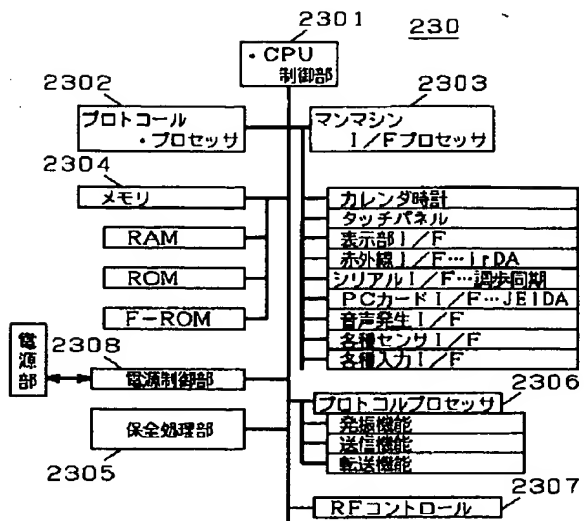 2301
230
・CPU
制御部
2302
プロトコール
・プロセッサ
2303
マンマシン
I/Fプロセッサ
2304
メモリ
RAM
ROM
F-ROM
カレンダ時計
タッチパネル
表示部I/F
赤外線I/F…irDA
シリアルI/F…調歩同期
PCカードI/F…JEIDA
音声発生I/F
各種センサI/F
各種入力I/F
電源部
2308
電源制御部
2306
プロトコルプロセッサ
発振機能
送信機能
転送機能
保全処理部
2305
2307
RFコントロール